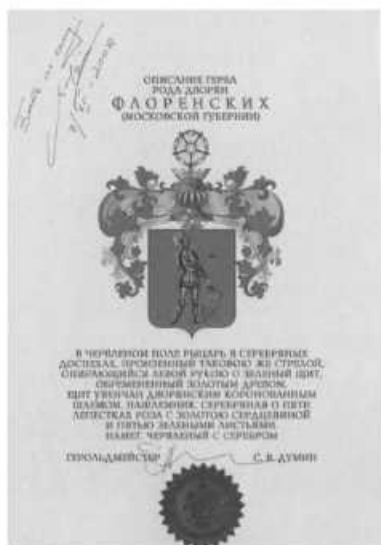 ОПИСАНИЕ ГЕРБА
РОДА ДВОРЯН
ФЛОРЕНСКИХ
(МОСКОВСКОЙ ГУБЕРНИИ)
В ЧЕРВЛЕНОМ ПОЛЕ РЫЦАРЬ В СЕРЕБРЯНЫХ
ДОСПЕХАХ, ПРОНЗЕННЫЙ ТАКОВОЮ ЖЕ СТРЕЛОЙ,
ОПИРАЮЩИЙСЯ ЛЕВОЙ РУКОЮ О ЗЕЛЕНЫЙ ЩИТ,
ОБРЕМЕНЕННЫЙ ЗОЛОТЫМ ДРЕВОМ.
ЩИТ УВЕНЧАН ДВОРЯНСКИМ КОРОНОВАННЫМ
ШЛЕМОМ. НАШЛЕМНИК: СЕРЕБРЯНАЯ О ПЯТИ
ЛЕПЕСТКАХ РОЗА С ЗОЛОТОЮ СЕРДЦЕВИНОЙ
И ПЯТЬЮ ЗЕЛЕНЫМИ ЛИСТЬЯМИ.
НАМЕТ: ЧЕРВЛЕНЫЙ С СЕРЕБРОМ
ГЕРОЛЬДМЕЙСТЕР С. В. ДУМИН